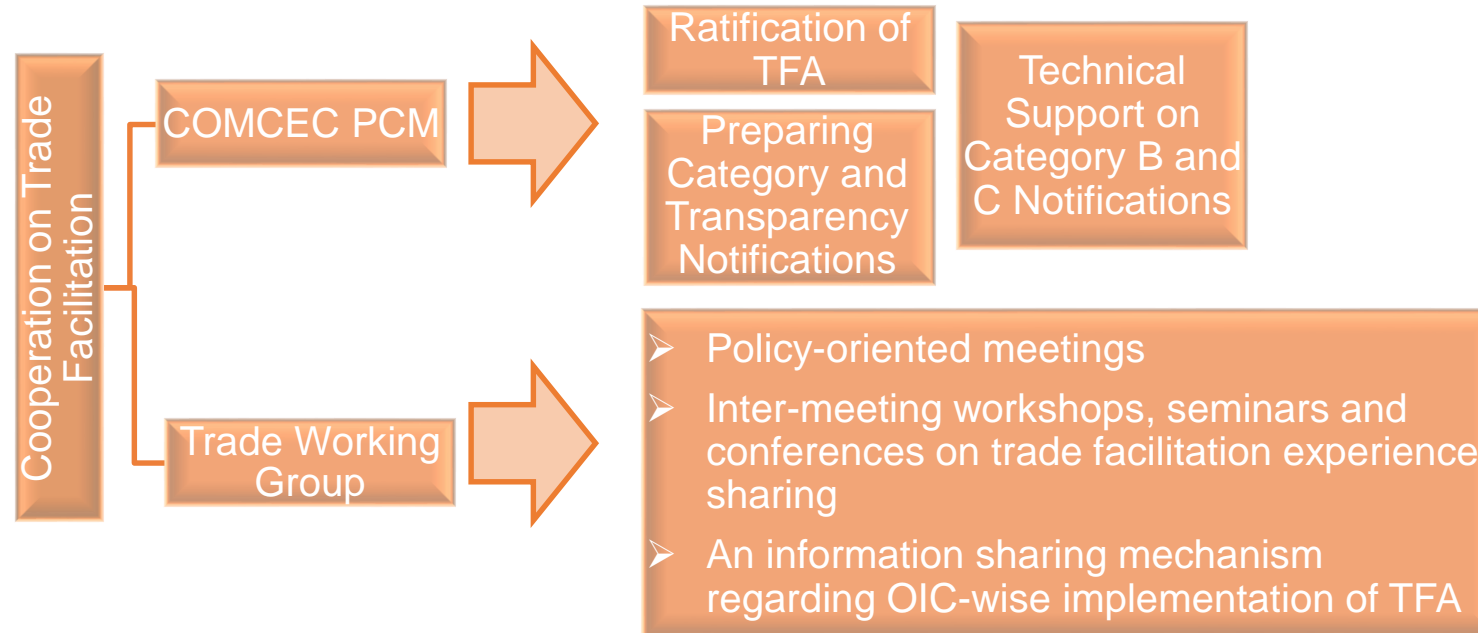 Cooperation on Trade
Facilitation
COMCEC PCM
Ratification of
TFA
Preparing
Category and
Transparency
Notifications
Technical
Support on
Category B and
C Notifications
Trade Working
Group
➢ Policy-oriented meetings
➢ Inter-meeting workshops, seminars and
conferences on trade facilitation experience
sharing
➢ An information sharing mechanism
regarding OIC-wise implementation of TFA